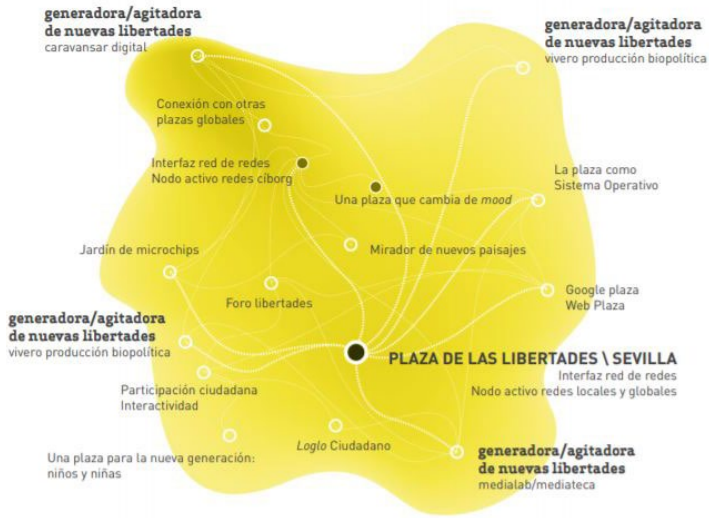 generadora/agitadora
de nuevas libertades
caravansar digital
generadora/agitadora
de nuevas libertades
vivero producción biopolítica
Conexión con otras
plazas globales
Interfaz red de redes
Nodo activo redes cíborg
La plaza como
Sistema Operativo
Una plaza que cambia de mood
Jardín de microchips
Mirador de nuevos paisajes
Foro libertades
Google plaza
Web Plaza
generadora/agitadora
de nuevas libertades
vivero producción biopolítica
PLAZA DE LAS LIBERTADES \ SEVILLA
Interfaz red de redes
Nodo activo redes locales y globales
Participación ciudadana
Interactividad
Loglo Ciudadano
Una plaza para la nueva generación:
niños y niñas
generadora/agitadora
de nuevas libertades
medialab/mediateca